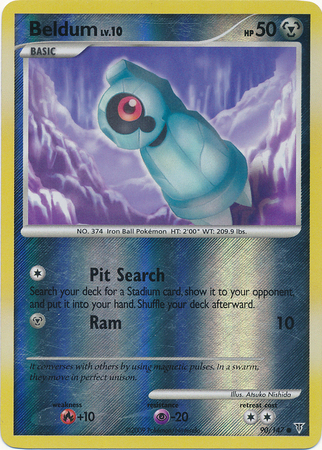 Beldum LV.10 HP 50
BASIC
NO. 374 Iron Ball Pokémon HT: 2'00" WT: 209.9 lbs.
Pit Search
Search your deck for a Stadium card, show it to your opponent,
and put it into your hand. Shuffle your deck afterward.
Ram 10
It converses with others by using magnetic pulses. In a swarm,
they move in perfect unison.
Illus. Atsuko Nishida
weakness resistance retreat cost
+10 -20
©2009 Pokémon/Nintendo 90/147